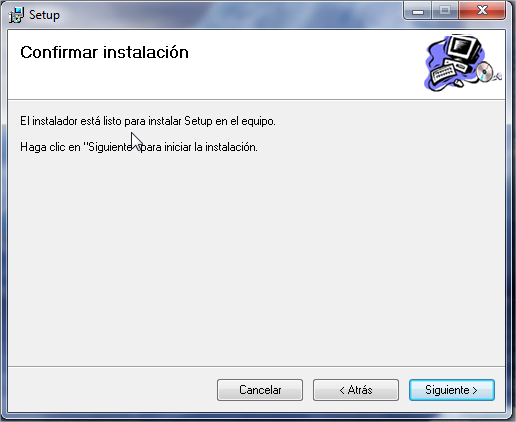 Setup
Confirmar instalación
El instalador está listo para instalar Setup en el equipo.
Haga clic en "Siguiente" para iniciar la instalación.
Cancelar
< Atrás
Siguiente >